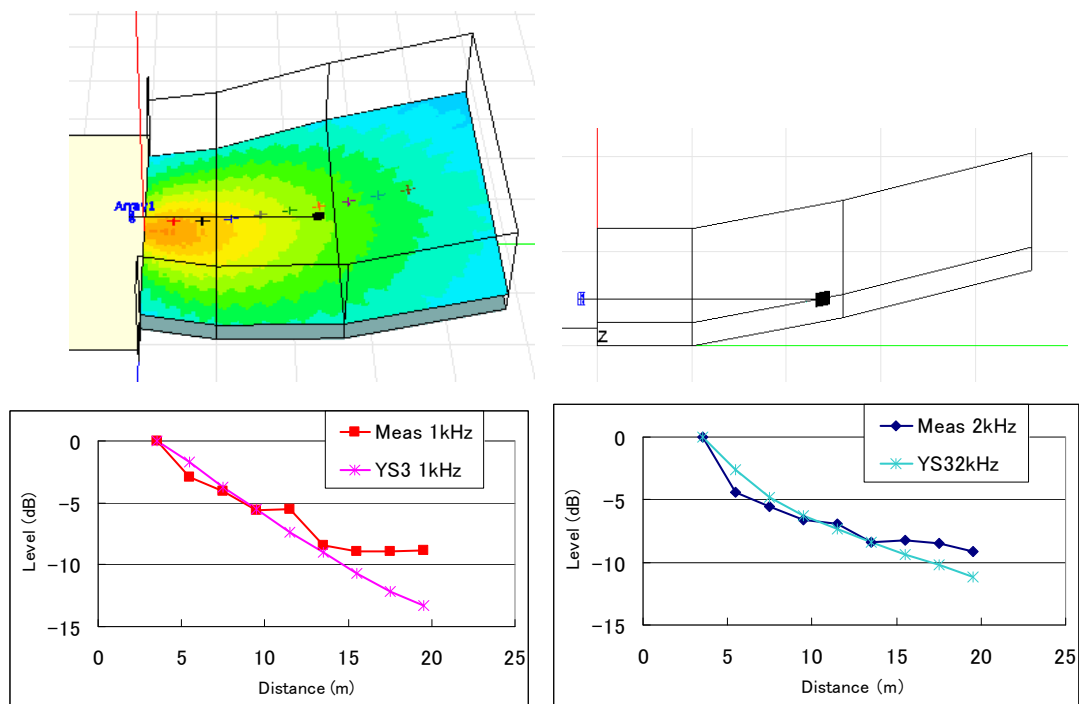 Array1
Z
Meas 1kHz
YS3 1kHz
Level (dB)
0
−5
−10
−15
0
5
10
15
20
25
Distance (m)
Meas 2kHz
YS32kHz
Level (dB)
0
−5
−10
−15
0
5
10
15
20
25
Distance (m)